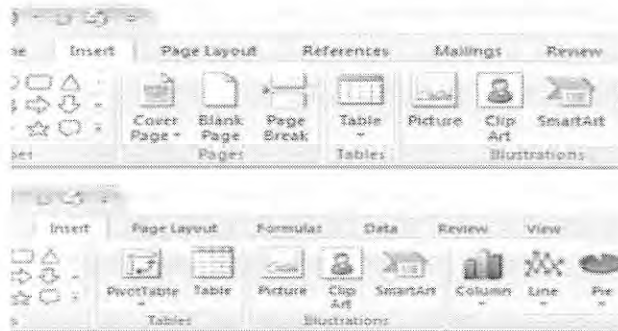 Insert Page Layout References Mailings Review
Cover Page Blank Page Page Break Table Picture Clip Art SmartArt
Pages Tables Illustrations
Insert Page Layout Formulas Data Review View
PivotTable Table Picture Clip Art SmartArt Column Line Pie
Tables Illustrations